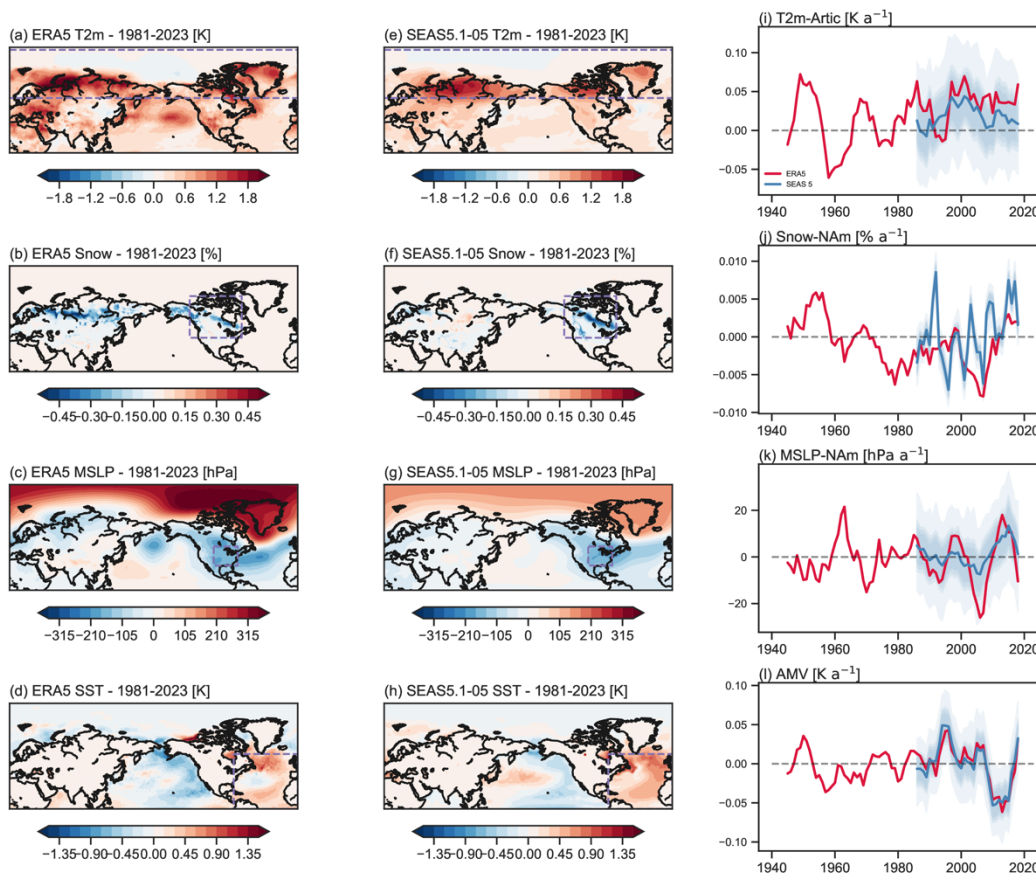 (a) ERA5 T2m - 1981-2023 [K]
−1.8 −1.2 −0.6 0.0 0.6 1.2 1.8
(b) ERA5 Snow - 1981-2023 [%]
−0.45−0.30−0.150.00 0.15 0.30 0.45
(c) ERA5 MSLP - 1981-2023 [hPa]
−315−210−105 0 105 210 315
(d) ERA5 SST - 1981-2023 [K]
−1.35−0.90−0.450.00 0.45 0.90 1.35
(e) SEAS5.1-05 T2m - 1981-2023 [K]
−1.8 −1.2 −0.6 0.0 0.6 1.2 1.8
(f) SEAS5.1-05 Snow - 1981-2023 [%]
−0.45−0.30−0.150.00 0.15 0.30 0.45
(g) SEAS5.1-05 MSLP - 1981-2023 [hPa]
−315−210−105 0 105 210 315
(h) SEAS5.1-05 SST - 1981-2023 [K]
−1.35−0.90−0.450.00 0.45 0.90 1.35
(i) T2m-Artic [K a⁻¹]
0.10
0.05
0.00
−0.05
ERA5
SEAS 5
1940 1960 1980 2000 2020
(j) Snow-NAm [% a⁻¹]
0.010
0.005
0.000
−0.005
−0.010
1940 1960 1980 2000 2020
(k) MSLP-NAm [hPa a⁻¹]
20
0
−20
1940 1960 1980 2000 2020
(l) AMV [K a⁻¹]
0.10
0.05
0.00
−0.05
−0.10
1940 1960 1980 2000 2020